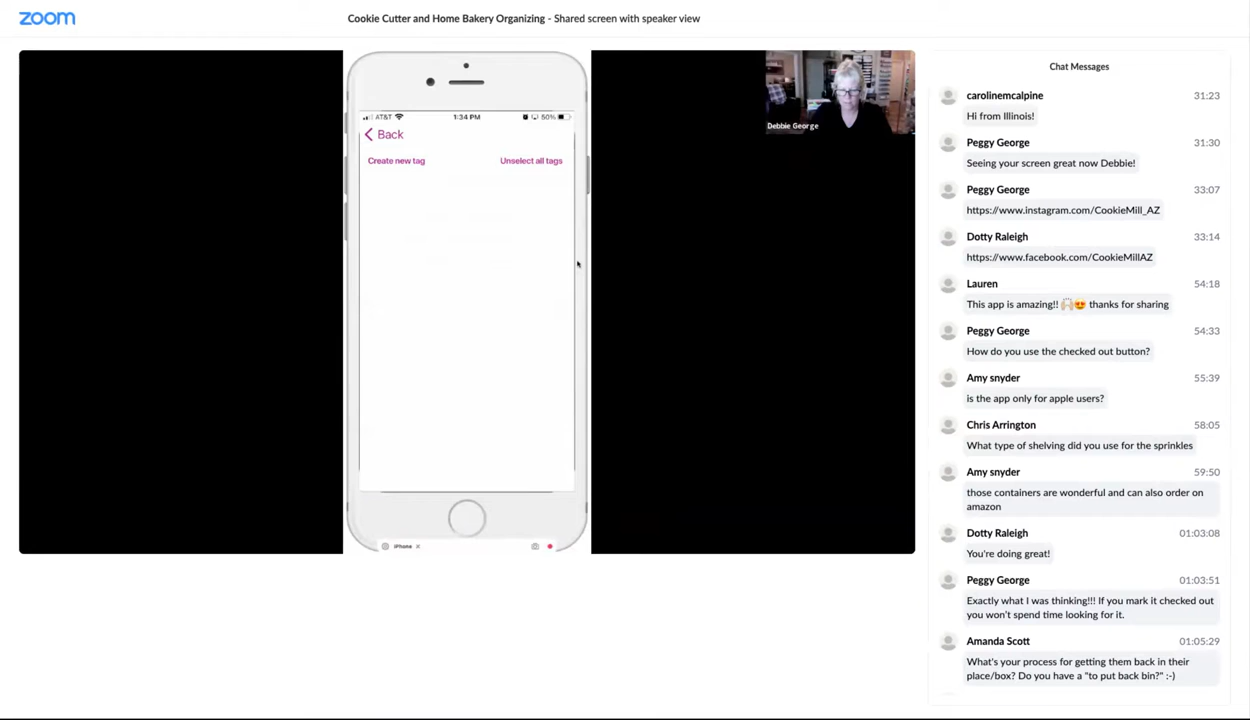 zoom
Cookie Cutter and Home Bakery Organizing - Shared screen with speaker view
AT&T 1:34 PM 50%
Back
Create new tag Unselect all tags
iPhone
Debbie George
Chat Messages
carolinemcalpine 31:23
Hi from Illinois!
Peggy George 31:30
Seeing your screen great now Debbie!
Peggy George 33:07
https://www.instagram.com/CookieMill_AZ
Dotty Raleigh 33:14
https://www.facebook.com/CookieMillAZ
Lauren 54:18
This app is amazing!! 🙌🏼😍 thanks for sharing
Peggy George 54:33
How do you use the checked out button?
Amy snyder 55:39
is the app only for apple users?
Chris Arrington 58:05
What type of shelving did you use for the sprinkles
Amy snyder 59:50
those containers are wonderful and can also order on
amazon
Dotty Raleigh 01:03:08
You're doing great!
Peggy George 01:03:51
Exactly what I was thinking!!! If you mark it checked out
you won't spend time looking for it.
Amanda Scott 01:05:29
What's your process for getting them back in their
place/box? Do you have a "to put back bin?" :-)